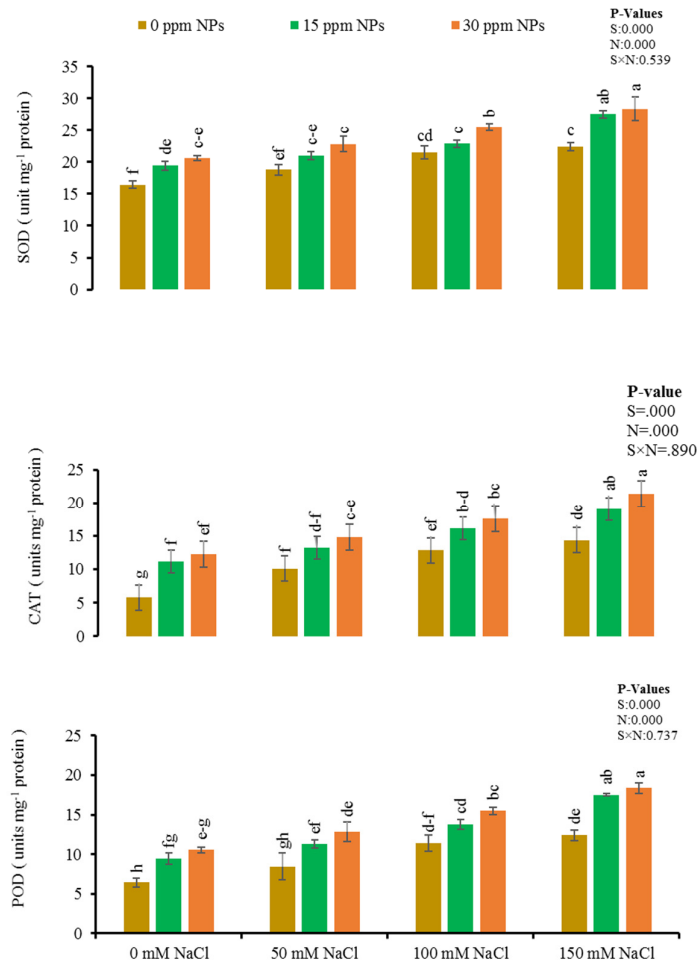 0 ppm NPs 15 ppm NPs 30 ppm NPs
P-Values
S:0.000
N:0.000
S×N:0.539
SOD ( unit mg-1 protein )
35
30
25
20
15
10
5
0
f de c-e ef c-e c cd c b c ab a
P-value
S=.000
N=.000
S×N=.890
CAT ( units mg-1 protein)
25
20
15
10
5
0
g f ef f d-f c-e ef b-d bc de ab a
P-Values
S:0.000
N:0.000
S×N:0.737
POD ( units mg-1 protein)
25
20
15
10
5
0
h fg e-g gh ef de d-f cd bc de ab a
0 mM NaCl 50 mM NaCl 100 mM NaCl 150 mM NaCl